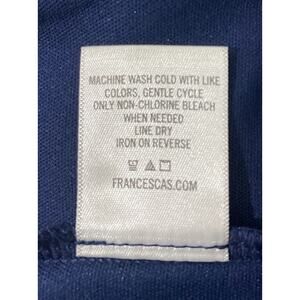 MACHINE WASH COLD WITH LIKE
COLORS, GENTLE CYCLE
ONLY NON-CHLORINE BLEACH
WHEN NEEDED
LINE DRY
IRON ON REVERSE
FRANCESCAS.COM